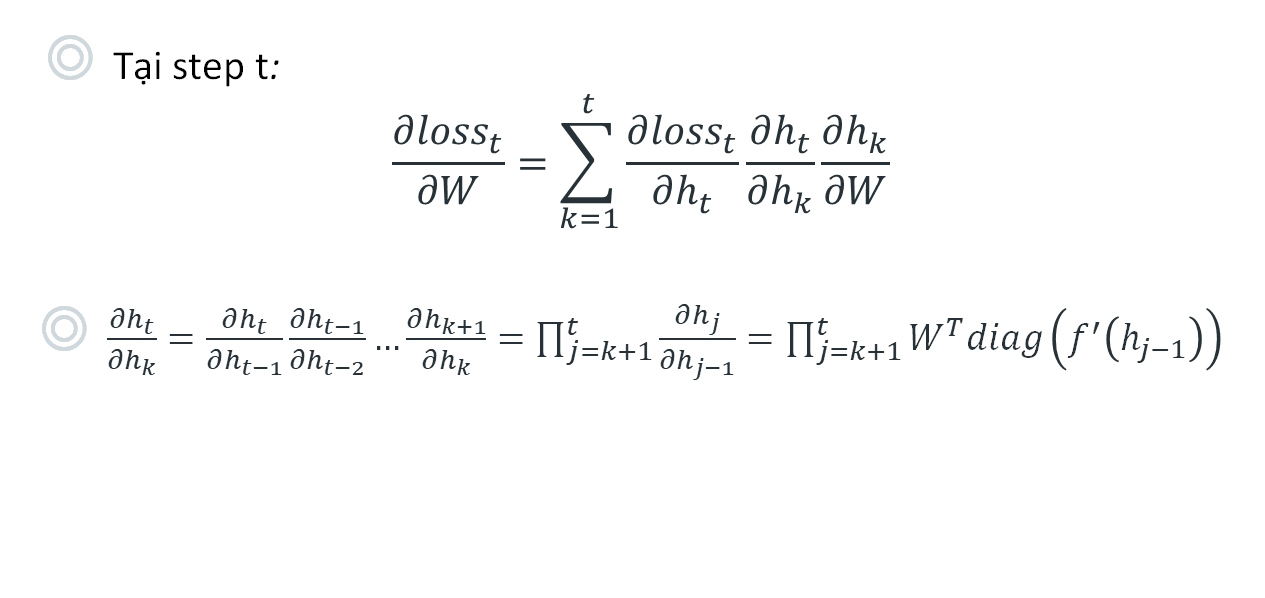 Tại step t:
∂loss_t/∂W = ∑_{k=1}^{t} ∂loss_t/∂h_t ∂h_t/∂h_k ∂h_k/∂W
∂h_t/∂h_k = ∂h_t/∂h_{t−1} ∂h_{t−1}/∂h_{t−2} … ∂h_{k+1}/∂h_k = ∏_{j=k+1}^{t} ∂h_j/∂h_{j−1} = ∏_{j=k+1}^{t} W^T diag(f′(h_{j−1}))